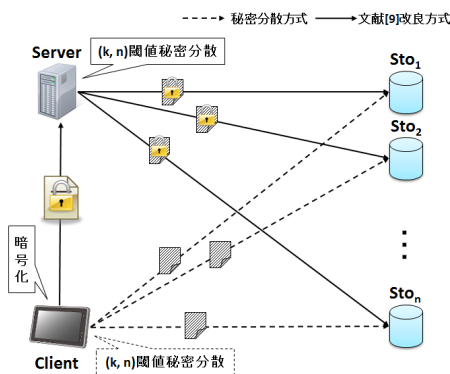 秘密分散方式
文献[9]改良方式
Server
(k, n)閾値秘密分散
Sto1
Sto2
暗号化
Ston
Client
(k, n)閾値秘密分散